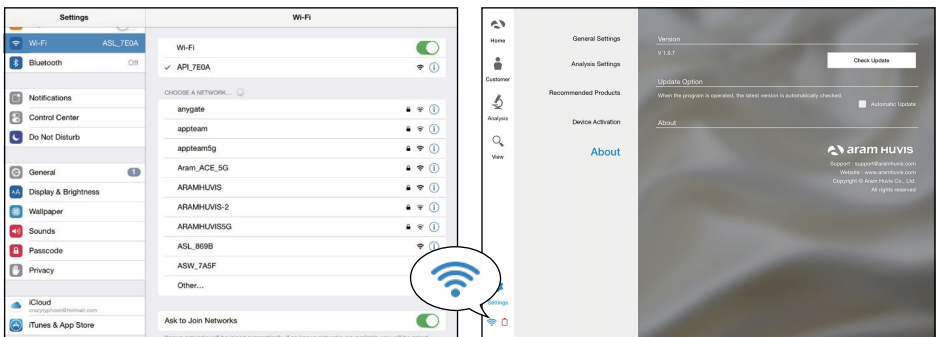 Settings
Wi-Fi ASL_7E0A
Bluetooth Off
Notifications
Control Center
Do Not Disturb
General 1
Display & Brightness
Wallpaper
Sounds
Passcode
Privacy
iCloud
iTunes & App Store
Wi-Fi
Wi-Fi
API_7E0A
CHOOSE A NETWORK...
anygate
appteam
appteam5g
Aram_ACE_5G
ARAMHUVIS
ARAMHUVIS-2
ARAMHUVIS5G
ASL_869B
ASW_7A5F
Other...
Ask to Join Networks
Home
Customer
Analysis
View
Settings
General Settings
Analysis Settings
Recommended Products
Device Activation
About
Version
V 1.0.7
Check Update
Update Option
When the program is operated, the latest version is automatically checked.
Automatic Update
About
aram HUVIS
Support : support@aramhuvis.com
Website : www.aramhuvis.com
Copyright © Aram Huvis Co., Ltd.
All rights reserved